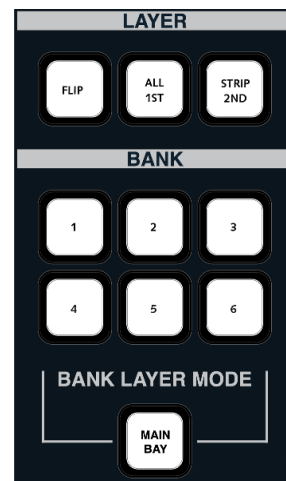 LAYER
FLIP
ALL
1ST
STRIP
2ND
BANK
1 2 3
4 5 6
BANK LAYER MODE
MAIN
BAY